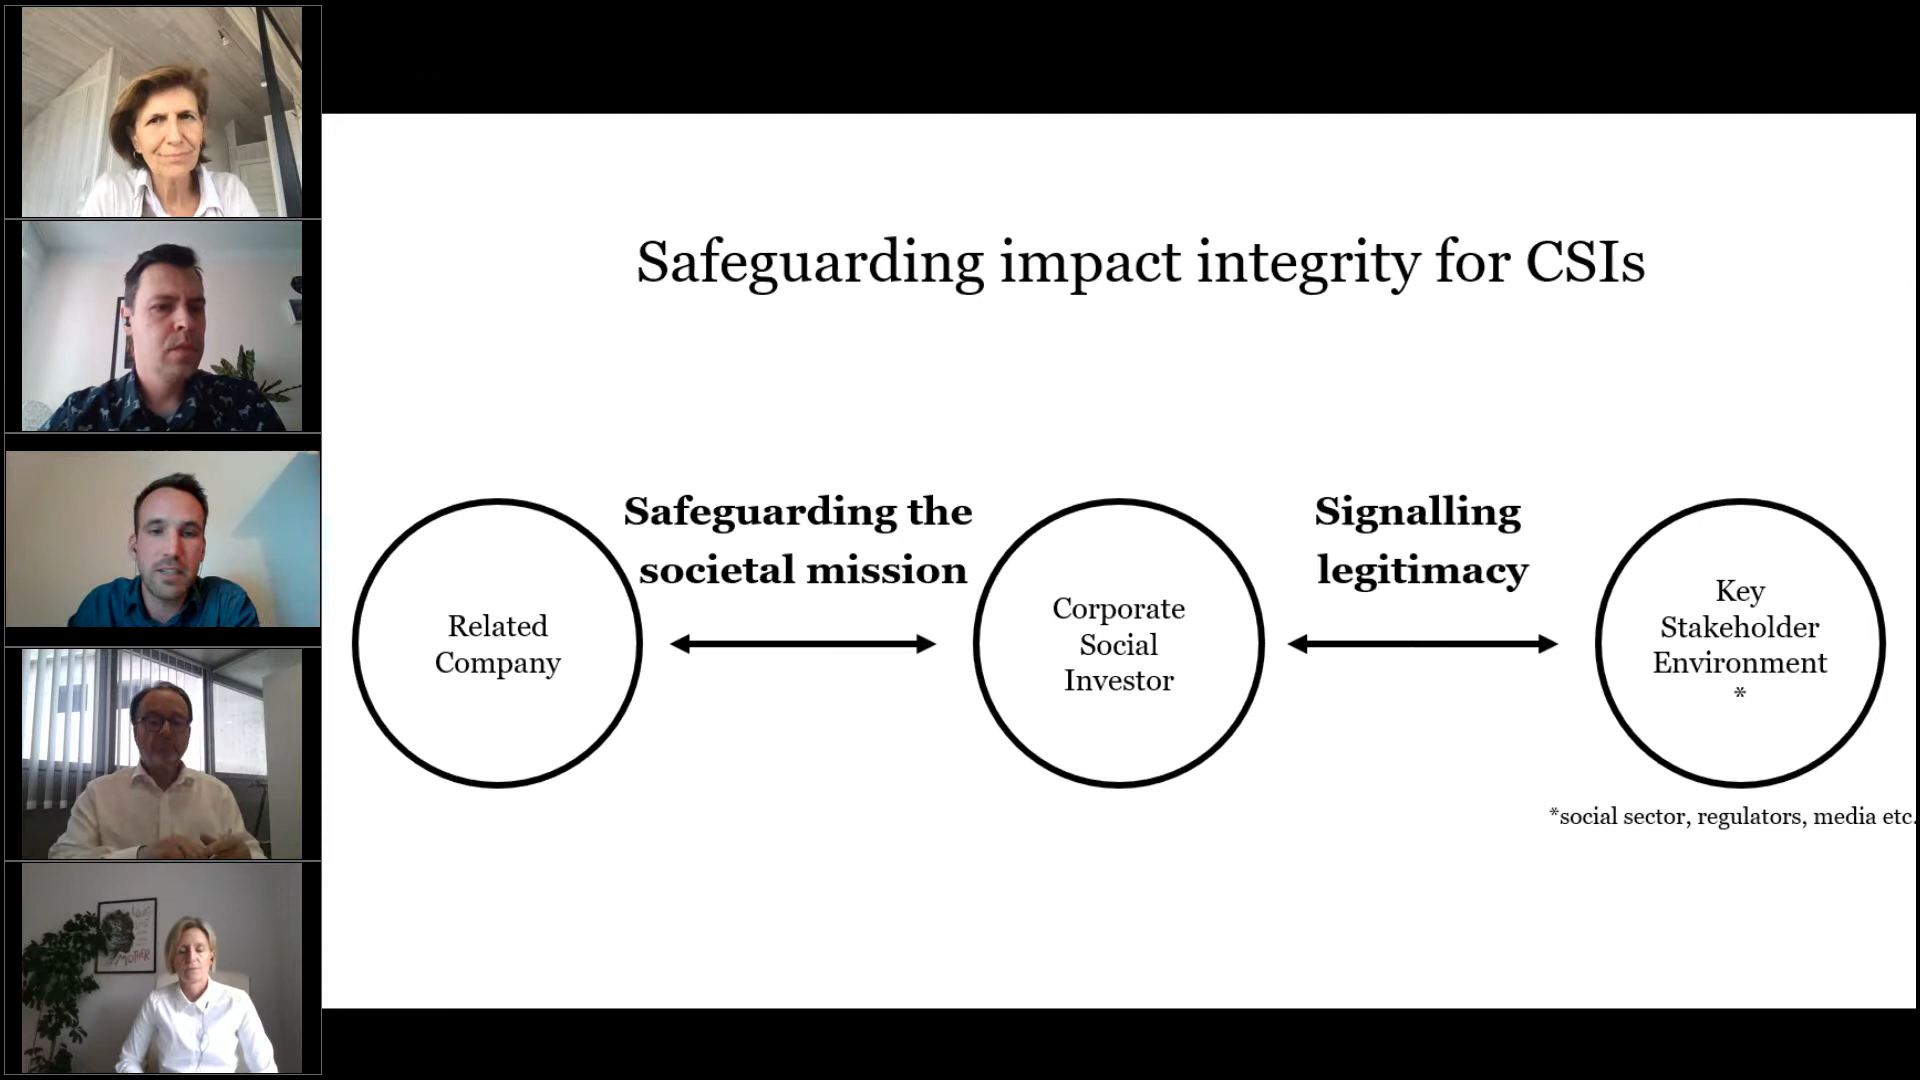 Safeguarding impact integrity for CSIs
Safeguarding the
societal mission
Signalling
legitimacy
Related
Company
Corporate
Social
Investor
Key
Stakeholder
Environment
*
*social sector, regulators, media etc.
MOTHER